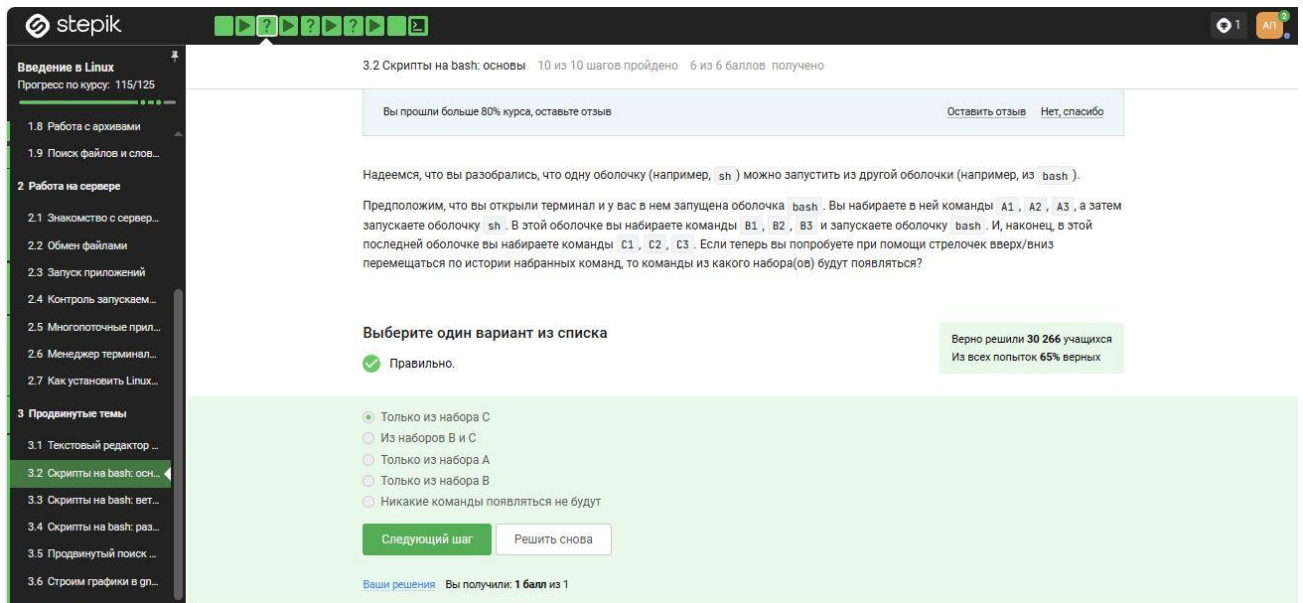 stepik
1
АП
2
Введение в Linux
Прогресс по курсу: 115/125
1.8 Работа с архивами
1.9 Поиск файлов и слов...
2 Работа на сервере
2.1 Знакомство с сервер...
2.2 Обмен файлами
2.3 Запуск приложений
2.4 Контроль запускаем...
2.5 Многопоточные прил...
2.6 Менеджер терминал...
2.7 Как установить Linux...
3 Продвинутые темы
3.1 Текстовый редактор ...
3.2 Скрипты на bash: осн...
3.3 Скрипты на bash: вет...
3.4 Скрипты на bash: раз...
3.5 Продвинутый поиск ...
3.6 Строим графики в gn...
3.2 Скрипты на bash: основы 10 из 10 шагов пройдено 6 из 6 баллов получено
Вы прошли больше 80% курса, оставьте отзыв Оставить отзыв Нет, спасибо
Надеемся, что вы разобрались, что одну оболочку (например, sh ) можно запустить из другой оболочки (например, из bash ).
Предположим, что вы открыли терминал и у вас в нем запущена оболочка bash . Вы набираете в ней команды A1 , A2 , A3 , а затем
запускаете оболочку sh . В этой оболочке вы набираете команды B1 , B2 , B3 и запускаете оболочку bash . И, наконец, в этой
последней оболочке вы набираете команды C1 , C2 , C3 . Если теперь вы попробуете при помощи стрелочек вверх/вниз
перемещаться по истории набранных команд, то команды из какого набора(ов) будут появляться?
Выберите один вариант из списка
Правильно.
Верно решили 30 266 учащихся
Из всех попыток 65% верных
Только из набора C
Из наборов B и C
Только из набора A
Только из набора B
Никакие команды появляться не будут
Следующий шаг Решить снова
Ваши решения Вы получили: 1 балл из 1